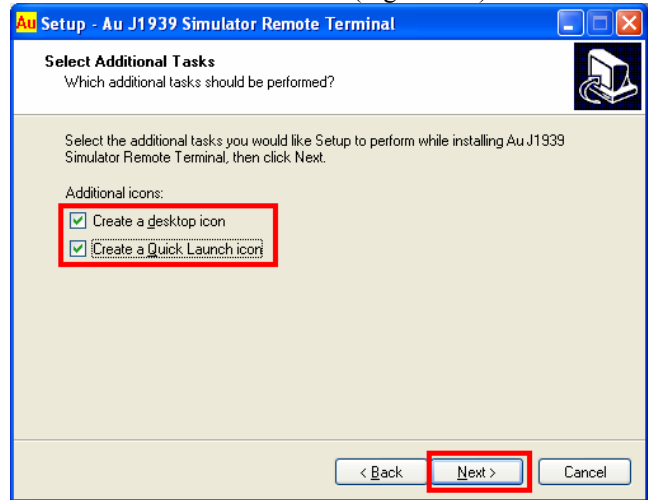 Au Setup - Au J1939 Simulator Remote Terminal
Select Additional Tasks
Which additional tasks should be performed?
Select the additional tasks you would like Setup to perform while installing Au J1939
Simulator Remote Terminal, then click Next.
Additional icons:
Create a desktop icon
Create a Quick Launch icon
< Back Next > Cancel